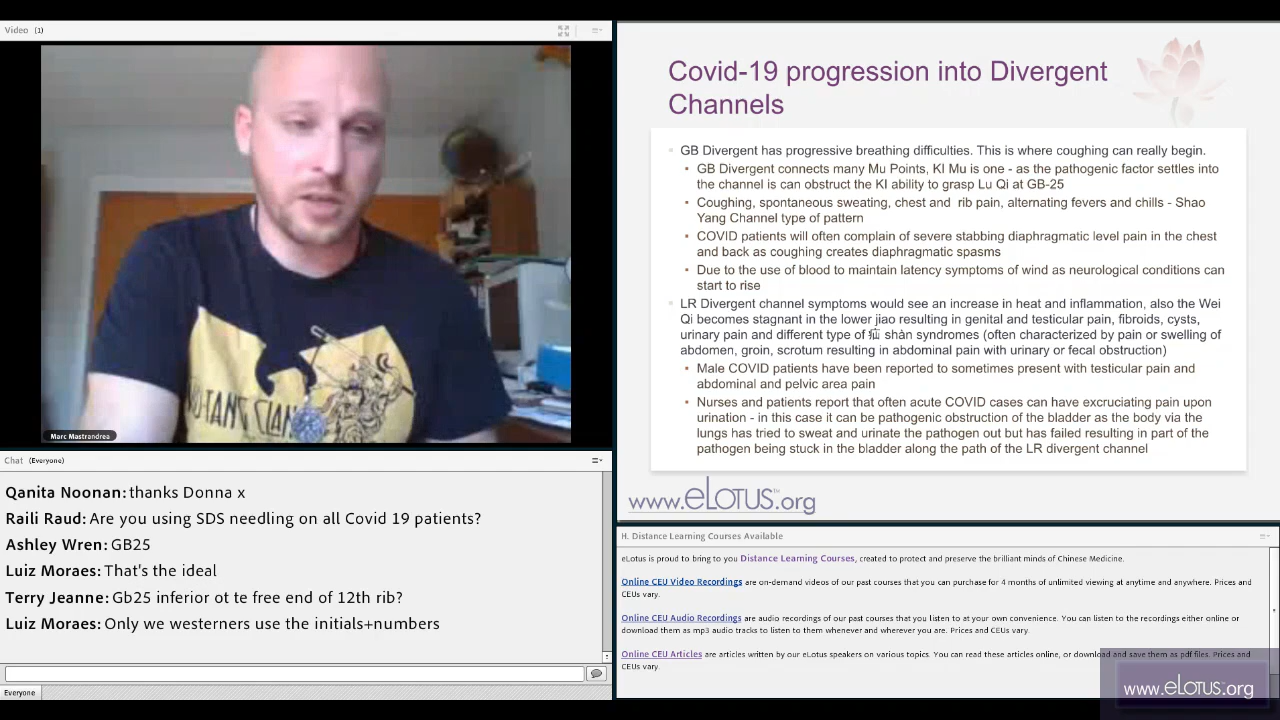 Video (1)
WU-TANG CLAN
Marc Mastrandrea
Chat (Everyone)
Qanita Noonan: thanks Donna x
Raili Raud: Are you using SDS needling on all Covid 19 patients?
Ashley Wren: GB25
Luiz Moraes: That's the ideal
Terry Jeanne: Gb25 inferior ot te free end of 12th rib?
Luiz Moraes: Only we westerners use the initials+numbers
Everyone
Covid-19 progression into Divergent
Channels
GB Divergent has progressive breathing difficulties. This is where coughing can really begin.
GB Divergent connects many Mu Points, KI Mu is one - as the pathogenic factor settles into
the channel is can obstruct the KI ability to grasp Lu Qi at GB-25
Coughing, spontaneous sweating, chest and rib pain, alternating fevers and chills - Shao
Yang Channel type of pattern
COVID patients will often complain of severe stabbing diaphragmatic level pain in the chest
and back as coughing creates diaphragmatic spasms
Due to the use of blood to maintain latency symptoms of wind as neurological conditions can
start to rise
LR Divergent channel symptoms would see an increase in heat and inflammation, also the Wei
Qi becomes stagnant in the lower jiao resulting in genital and testicular pain, fibroids, cysts,
urinary pain and different type of shàn syndromes (often characterized by pain or swelling of
abdomen, groin, scrotum resulting in abdominal pain with urinary or fecal obstruction)
Male COVID patients have been reported to sometimes present with testicular pain and
abdominal and pelvic area pain
Nurses and patients report that often acute COVID cases can have excruciating pain upon
urination - in this case it can be pathogenic obstruction of the bladder as the body via the
lungs has tried to sweat and urinate the pathogen out but has failed resulting in part of the
pathogen being stuck in the bladder along the path of the LR divergent channel
www.eLotus.org
H. Distance Learning Courses Available
eLotus is proud to bring to you Distance Learning Courses, created to protect and preserve the brilliant minds of Chinese Medicine.
Online CEU Video Recordings are on-demand videos of our past courses that you can purchase for 4 months of unlimited viewing at anytime and anywhere. Prices and
CEUs vary.
Online CEU Audio Recordings are audio recordings of our past courses that you listen to at your own convenience. You can listen to the recordings either online or
download them as mp3 audio tracks to listen to them whenever and wherever you are. Prices and CEUs vary.
Online CEU Articles are articles written by our eLotus speakers on various topics. You can read these articles online, or download and save them as pdf files. Prices and
CEUs vary.
www.eLotus.org